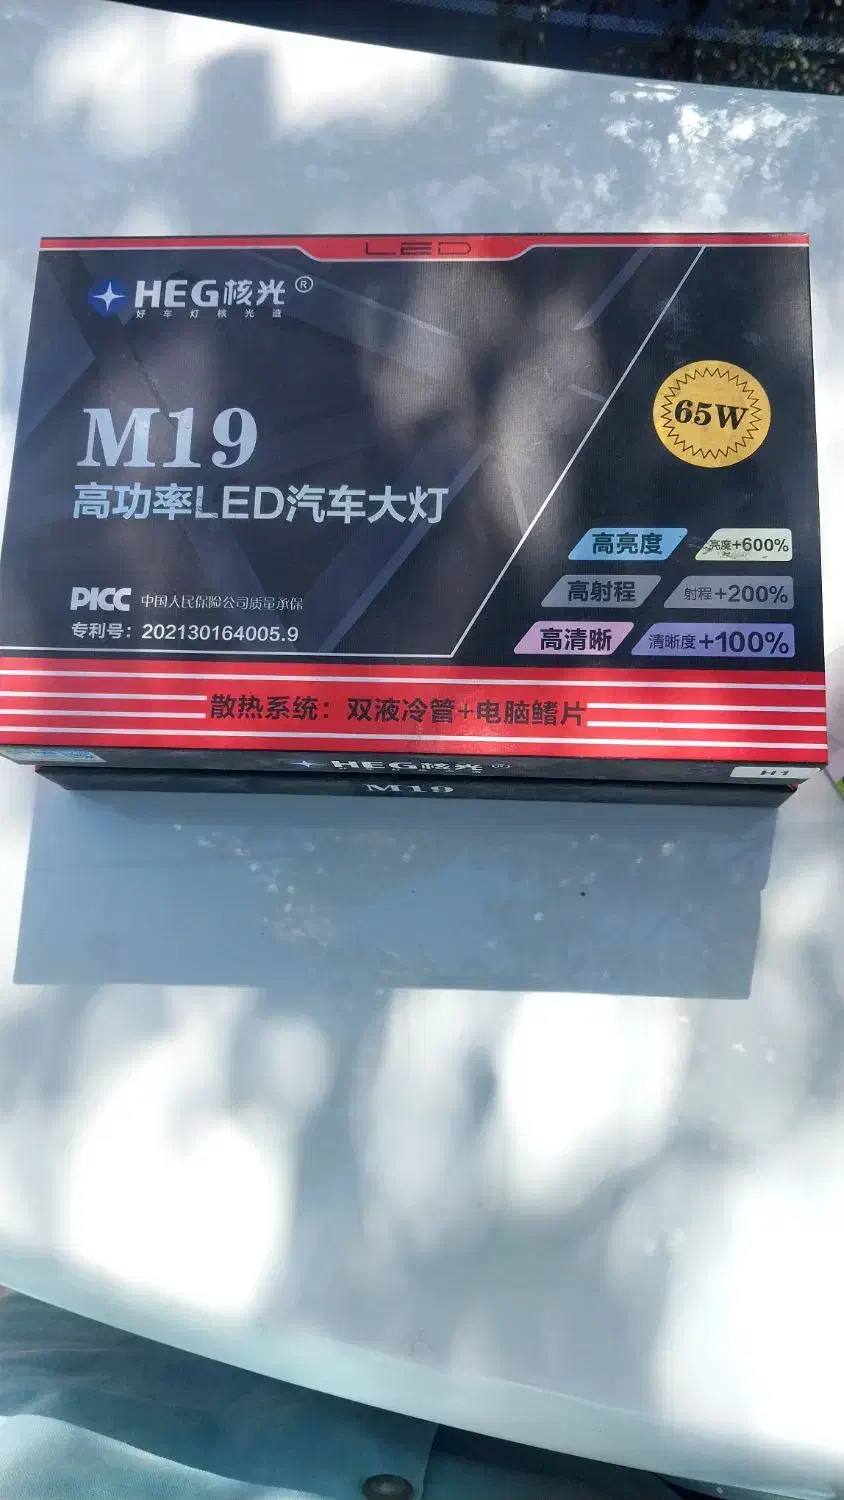 LED
HEG核光®
好车灯核光造
M19
65W
高功率LED汽车大灯
高亮度 亮度+600%
高射程 射程+200%
高清晰 清晰度+100%
PICC 中国人民保险公司质量承保
专利号：202130164005.9
散热系统：双液冷管+电脑鳍片
HEG核光®
H1
M19